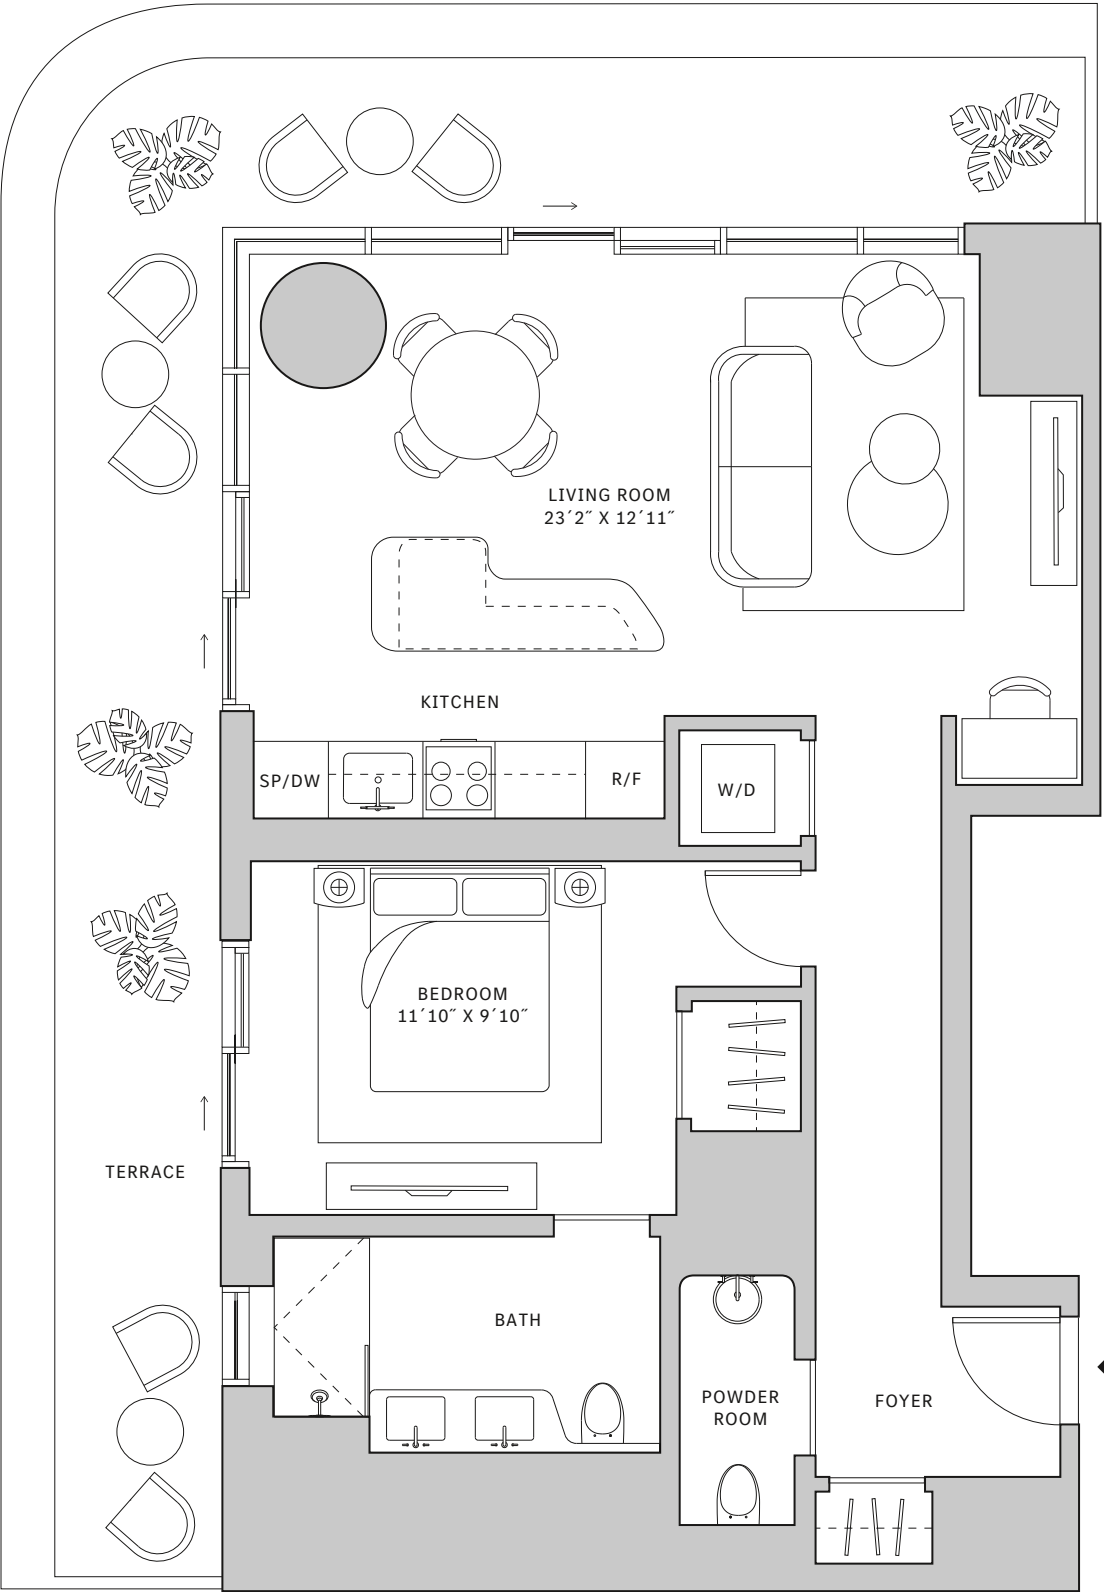 LIVING ROOM
23´2˝ X 12´11˝
KITCHEN
SP/DW
R/F
W/D
BEDROOM
11´10˝ X 9´10˝
TERRACE
BATH
POWDER
ROOM
FOYER